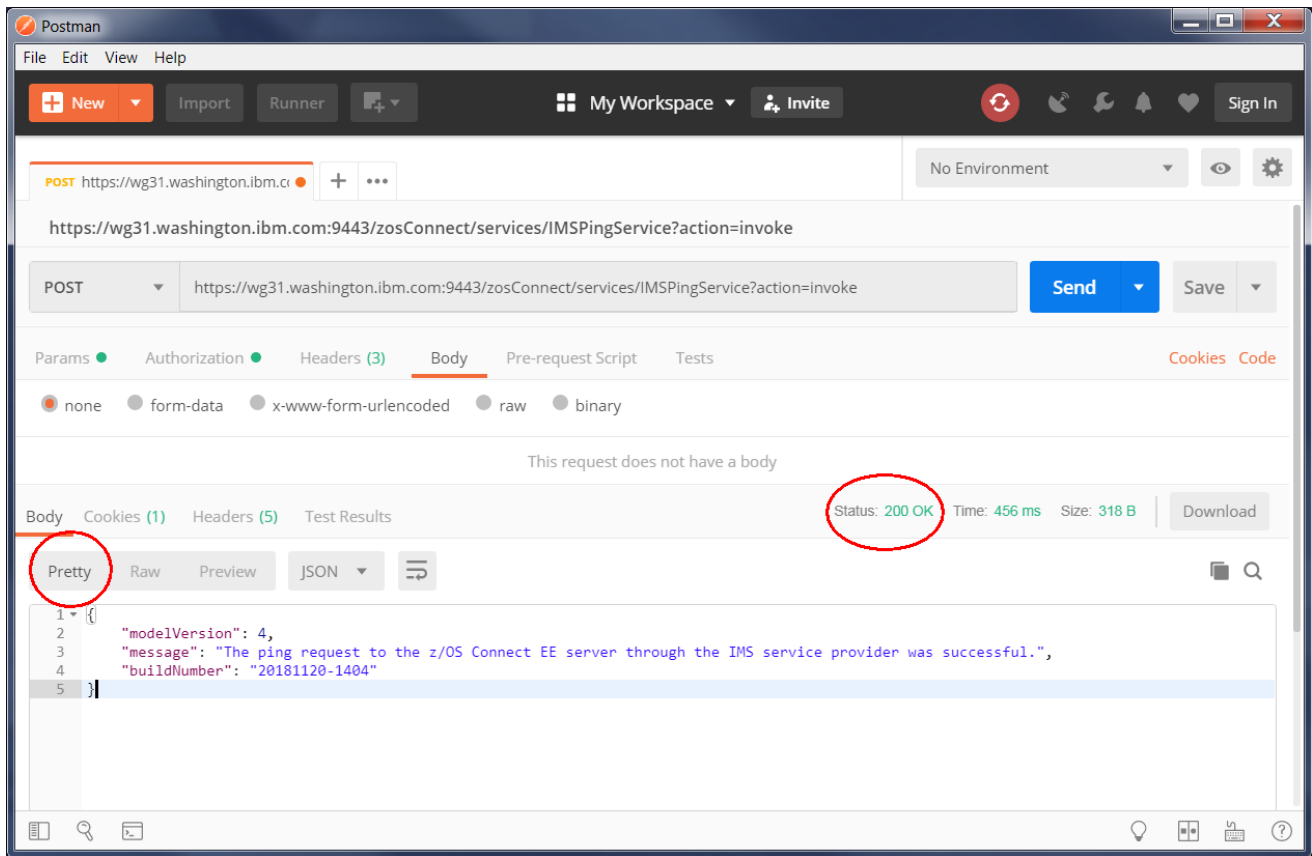 Postman
File Edit View Help
New Import Runner My Workspace Invite Sign In
POST https://wg31.washington.ibm.co No Environment
https://wg31.washington.ibm.com:9443/zosConnect/services/IMSPingService?action=invoke
POST https://wg31.washington.ibm.com:9443/zosConnect/services/IMSPingService?action=invoke Send Save
Params Authorization Headers (3) Body Pre-request Script Tests Cookies Code
none form-data x-www-form-urlencoded raw binary
This request does not have a body
Body Cookies (1) Headers (5) Test Results Status: 200 OK Time: 456 ms Size: 318 B Download
Pretty Raw Preview JSON
1 {
2 "modelVersion": 4,
3 "message": "The ping request to the z/OS Connect EE server through the IMS service provider was successful.",
4 "buildNumber": "20181120-1404"
5 }